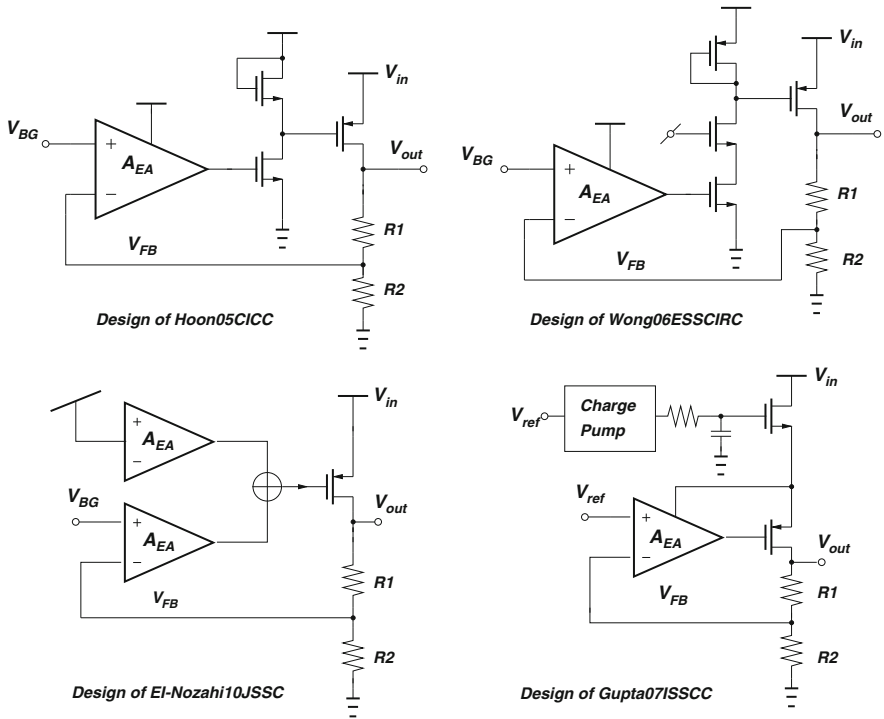 V_in
V_BG
+
A_EA
−
V_out
R1
V_FB
R2
Design of Hoon05CICC
V_in
V_out
V_BG
+
A_EA
−
R1
V_FB
R2
Design of Wong06ESSCIRC
V_in
+
A_EA
−
V_BG
+
A_EA
−
V_out
R1
V_FB
R2
Design of El-Nozahi10JSSC
V_in
V_ref
Charge
Pump
V_ref
+
A_EA
−
V_out
V_FB
R1
R2
Design of Gupta07ISSCC